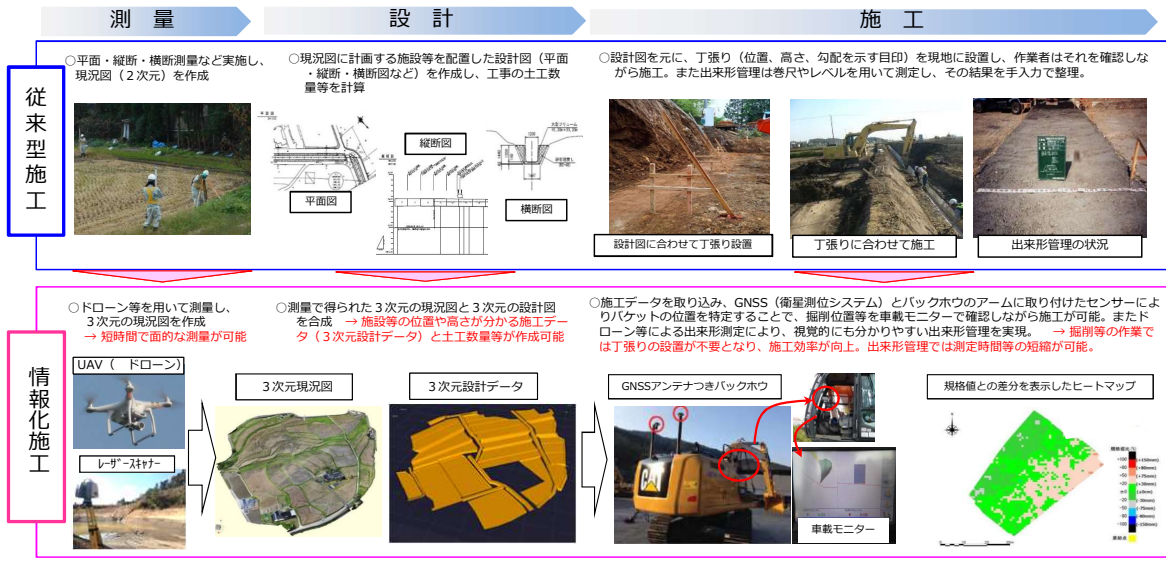 測 量
設 計
施 工
従来型施工
○平面・縦断・横断測量など実施し、
現況図（２次元）を作成
○現況図に計画する施設等を配置した設計図（平面
・縦断・横断図など）を作成し、工事の土工数
量等を計算
○設計図を元に、丁張り（位置、高さ、勾配を示す目印）を現地に設置し、作業者はそれを確認しな
がら施工。また出来形管理は巻尺やレベルを用いて測定し、その結果を手入力で整理。
平面図
縦断図
横断図
設計図に合わせて丁張り設置
丁張りに合わせて施工
出来形管理の状況
情報化施工
○ドローン等を用いて測量し、
３次元の現況図を作成
→ 短時間で面的な測量が可能
○測量で得られた３次元の現況図と３次元の設計図
を合成　→ 施設等の位置や高さが分かる施工デー
タ（３次元設計データ）と土工数量等が作成可能
○施工データを取り込み、GNSS（衛星測位システム）とバックホウのアームに取り付けたセンサーによ
りバケットの位置を特定することで、掘削位置等を車載モニターで確認しながら施工が可能。またド
ローン等による出来形測定により、視覚的にも分かりやすい出来形管理を実現。　→ 掘削等の作業で
は丁張りの設置が不要となり、施工効率が向上。出来形管理では測定時間等の短縮が可能。
UAV（　ドローン）
レーザースキャナー
３次元現況図
３次元設計データ
GNSSアンテナつきバックホウ
CAT
車載モニター
規格値との差分を表示したヒートマップ